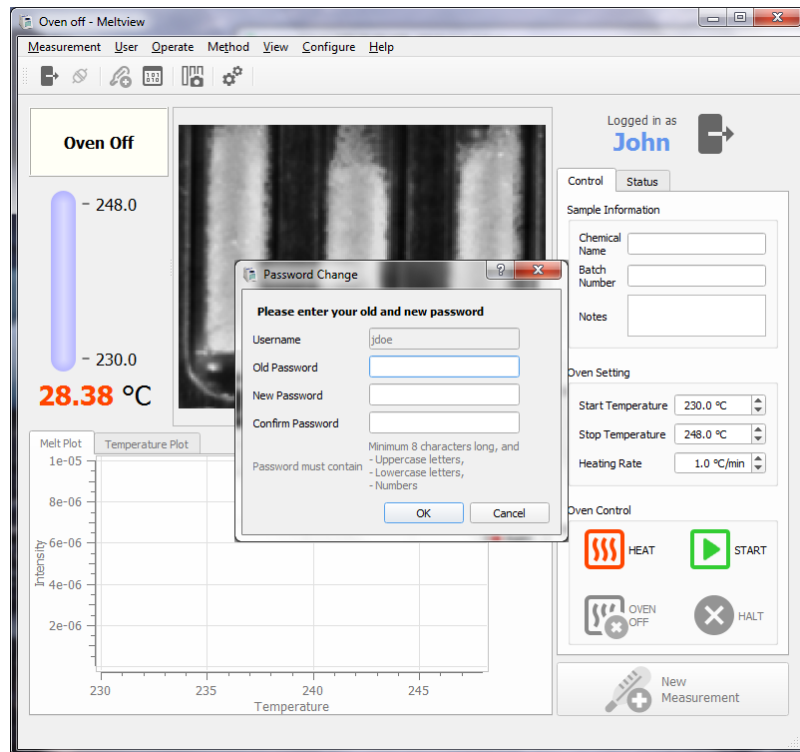 Oven off - Meltview
Measurement User Operate Method View Configure Help
Oven Off
248.0
230.0
28.38 °C
Logged in as
John
Control Status
Sample Information
Chemical
Name
Batch
Number
Notes
Password Change
Please enter your old and new password
Username jdoe
Old Password
New Password
Confirm Password
Password must contain
Minimum 8 characters long, and
- Uppercase letters,
- Lowercase letters,
- Numbers
OK Cancel
Oven Setting
Start Temperature 230.0 °C
Stop Temperature 248.0 °C
Heating Rate 1.0 °C/min
Oven Control
HEAT START
OVEN
OFF
HALT
New
Measurement
Melt Plot Temperature Plot
1e-05
8e-06
6e-06
4e-06
2e-06
Intensity
230 235 240 245
Temperature